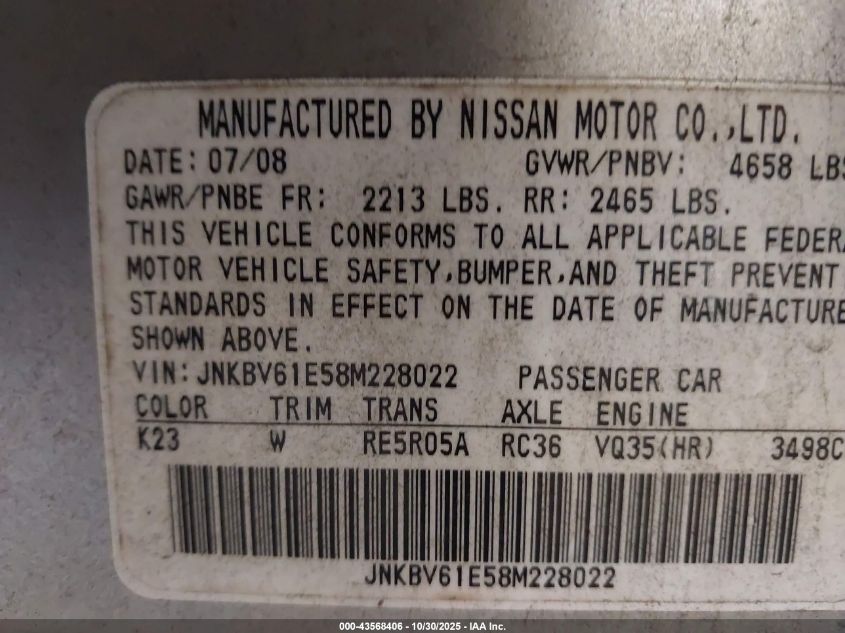 MANUFACTURED BY NISSAN MOTOR CO.,LTD.
DATE: 07/08 GVWR/PNBV: 4658 LBS
GAWR/PNBE FR: 2213 LBS. RR: 2465 LBS.
THIS VEHICLE CONFORMS TO ALL APPLICABLE FEDERA
MOTOR VEHICLE SAFETY,BUMPER,AND THEFT PREVENT
STANDARDS IN EFFECT ON THE DATE OF MANUFACTURE
SHOWN ABOVE.
VIN: JNKBV61E58M228022 PASSENGER CAR
COLOR TRIM TRANS AXLE ENGINE
K23 W RE5R05A RC36 VQ35(HR) 3498C
JNKBV61E58M228022
000-43568406 - 10/30/2025 - IAA Inc.